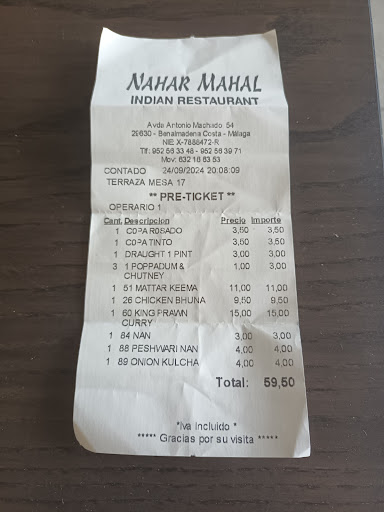 NAHAR MAHAL
INDIAN RESTAURANT
Avda Antonio Machado 54
29630 - Benalmadena Costa - Málaga
NIE X-7888472-R
Tlf: 952 56 33 48 - 952 56 39 71
Mov: 632 16 63 53
CONTADO 24/09/2024 20:08:09
TERRAZA MESA 17
** PRE-TICKET **
OPERARIO 1
Cant. Descripcion Precio Importe
1 COPA ROSADO 3,50 3,50
1 COPA TINTO 3,50 3,50
1 DRAUGHT 1 PINT 3,00 3,00
3 1 POPPADUM & 1,00 3,00
CHUTNEY
1 51 MATTAR KEEMA 11,00 11,00
1 26 CHICKEN BHUNA 9,50 9,50
1 60 KING PRAWN 15,00 15,00
CURRY
1 84 NAN 3,00 3,00
1 88 PESHWARI NAN 4,00 4,00
1 89 ONION KULCHA 4,00 4,00
Total: 59,50
*Iva Incluido *
***** Gracias por su visita *****